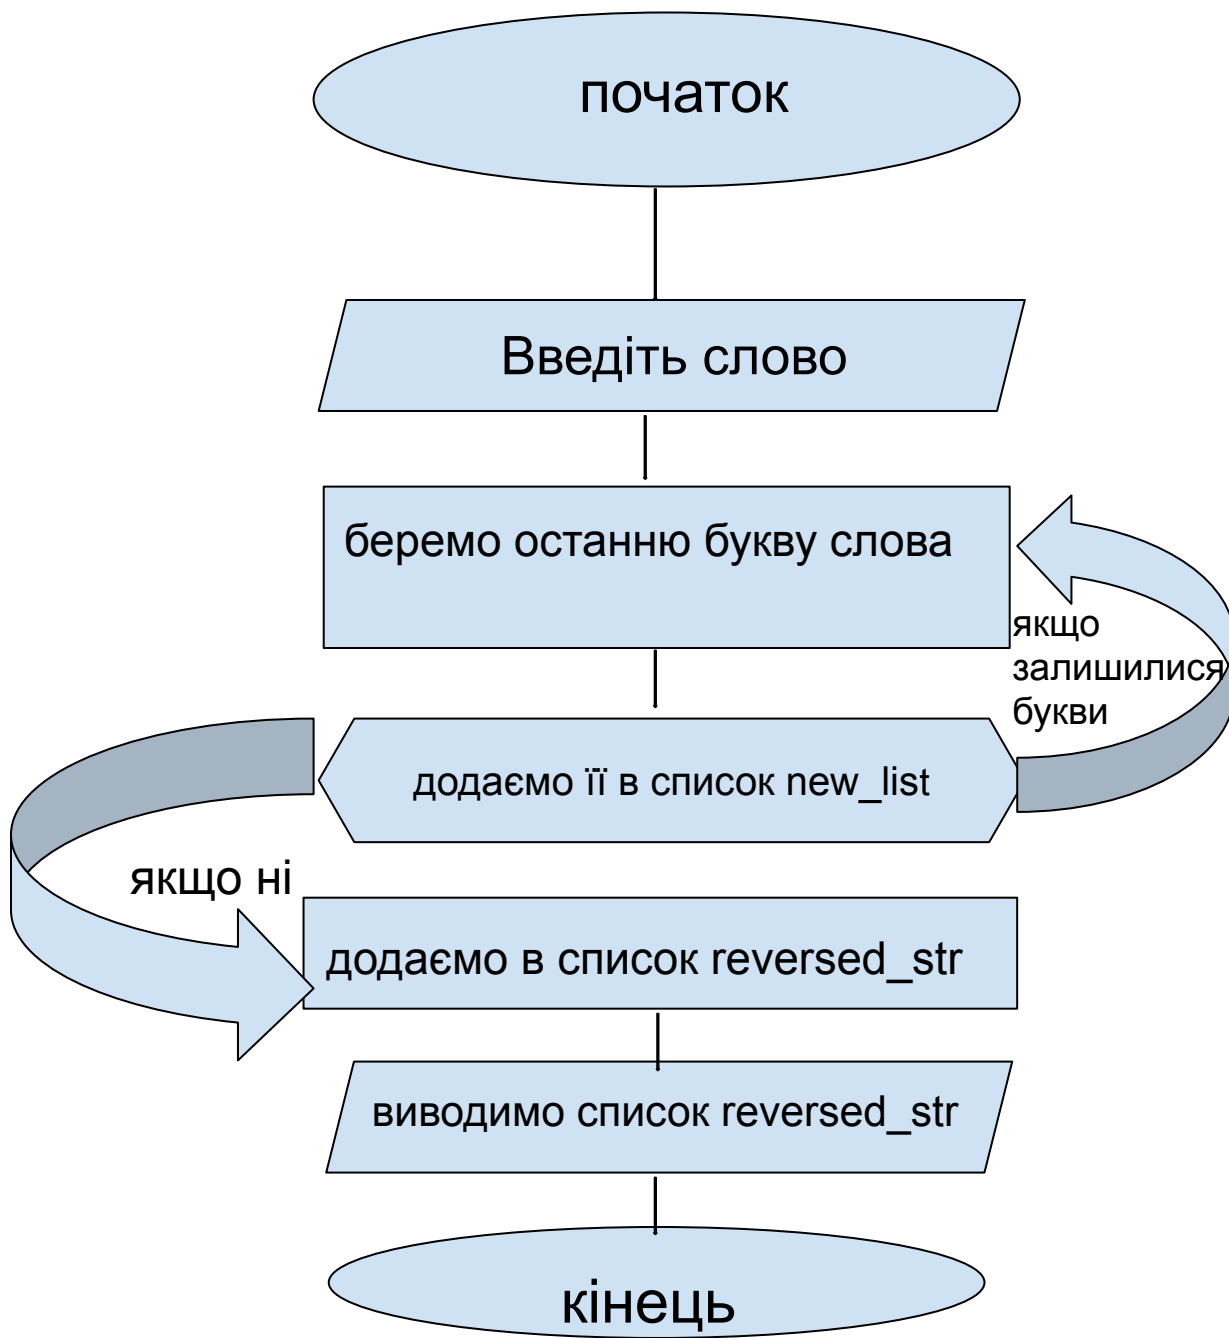 початок
Введіть слово
беремо останню букву слова
якщо
залишилися
букви
додаємо її в список new_list
якщо ні
додаємо в список reversed_str
виводимо список reversed_str
кінець